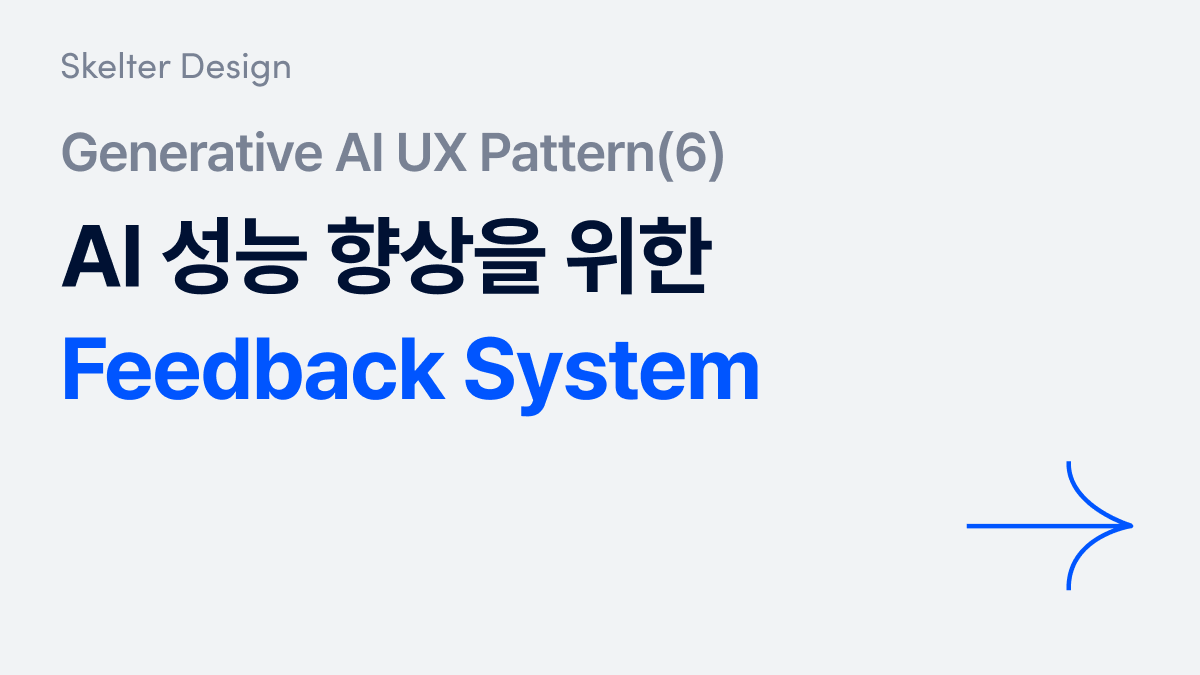 Skelter Design
Generative AI UX Pattern(6)
AI 성능 향상을 위한
Feedback System